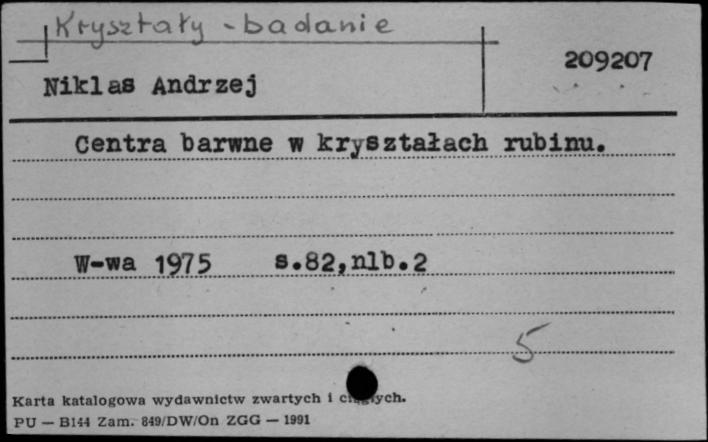 Kryształy - badanie
209207
Niklas Andrzej
Centra barwne w kryształach rubinu.
W-wa 1975 s.82,nlb.2
5
Karta katalogowa wydawnictw zwartych i
PU — B144 Zam. 849/DW/On ZGG — 1991